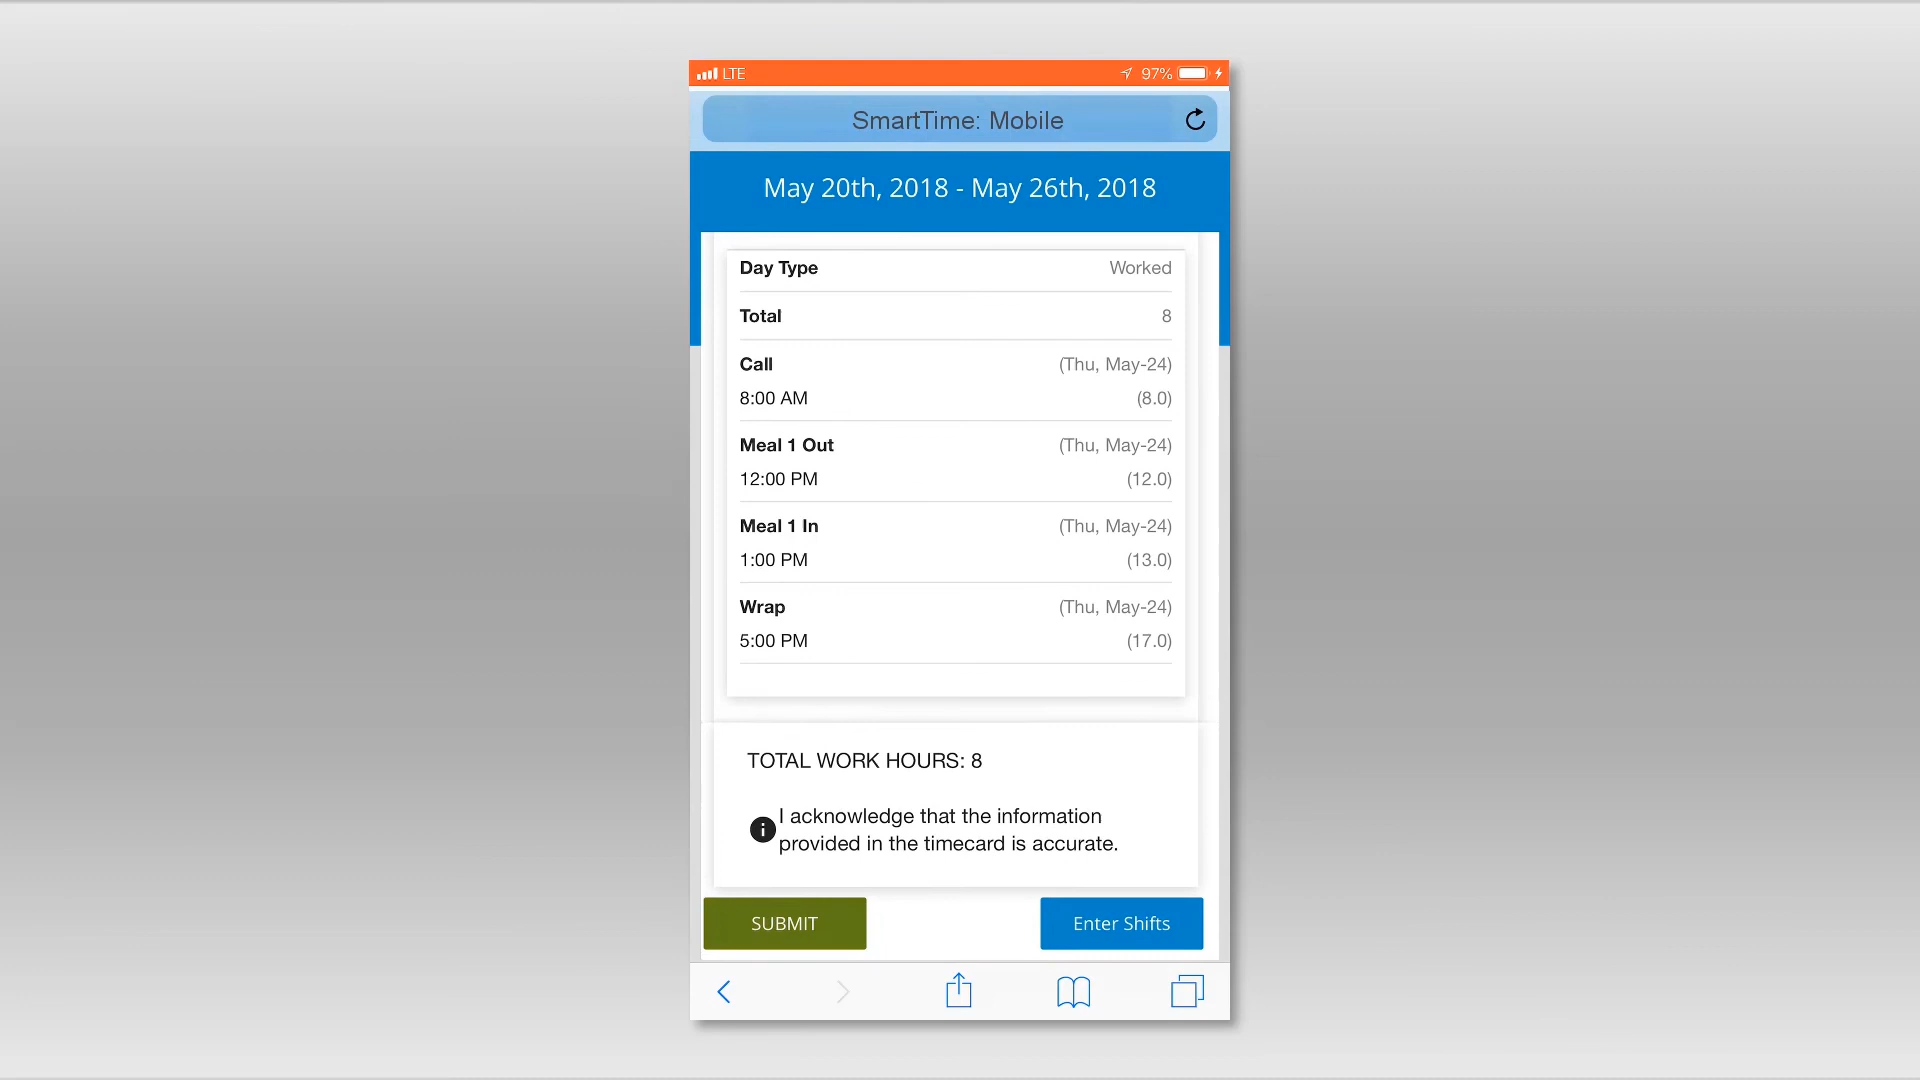 LTE 97%
SmartTime: Mobile
May 20th, 2018 - May 26th, 2018
Day Type Worked
Total 8
Call (Thu, May-24)
8:00 AM (8.0)
Meal 1 Out (Thu, May-24)
12:00 PM (12.0)
Meal 1 In (Thu, May-24)
1:00 PM (13.0)
Wrap (Thu, May-24)
5:00 PM (17.0)
TOTAL WORK HOURS: 8
I acknowledge that the information
provided in the timecard is accurate.
SUBMIT Enter Shifts